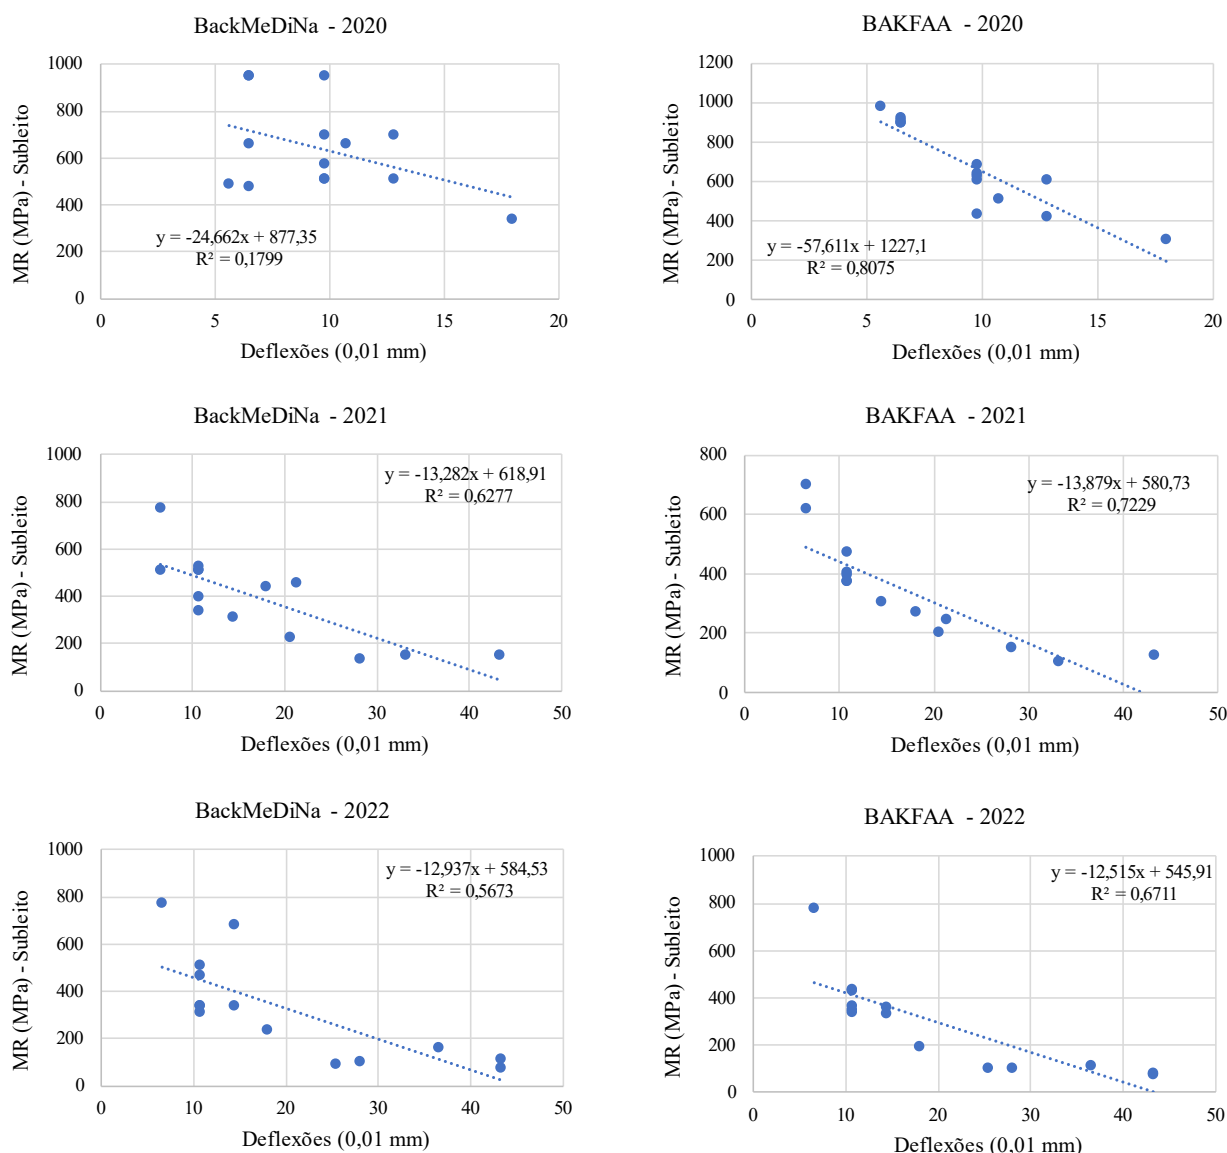 BackMeDiNa - 2020
MR (MPa) - Subleito
1000
800
600
400
200
0
y = -24,662x + 877,35
R² = 0,1799
0 5 10 15 20
Deflexões (0,01 mm)
BAKFAA - 2020
MR (MPa) - Subleito
1200
1000
800
600
400
200
0
y = -57,611x + 1227,1
R² = 0,8075
0 5 10 15 20
Deflexões (0,01 mm)
BackMeDiNa - 2021
MR (MPa) - Subleito
1000
800
600
400
200
0
y = -13,282x + 618,91
R² = 0,6277
0 10 20 30 40 50
Deflexões (0,01 mm)
BAKFAA - 2021
MR (MPa) - Subleito
800
600
400
200
0
y = -13,879x + 580,73
R² = 0,7229
0 10 20 30 40 50
Deflexões (0,01 mm)
BackMeDiNa - 2022
MR (MPa) - Subleito
1000
800
600
400
200
0
y = -12,937x + 584,53
R² = 0,5673
0 10 20 30 40 50
Deflexões (0,01 mm)
BAKFAA - 2022
MR (MPa) - Subleito
1000
800
600
400
200
0
y = -12,515x + 545,91
R² = 0,6711
0 10 20 30 40 50
Deflexões (0,01 mm)